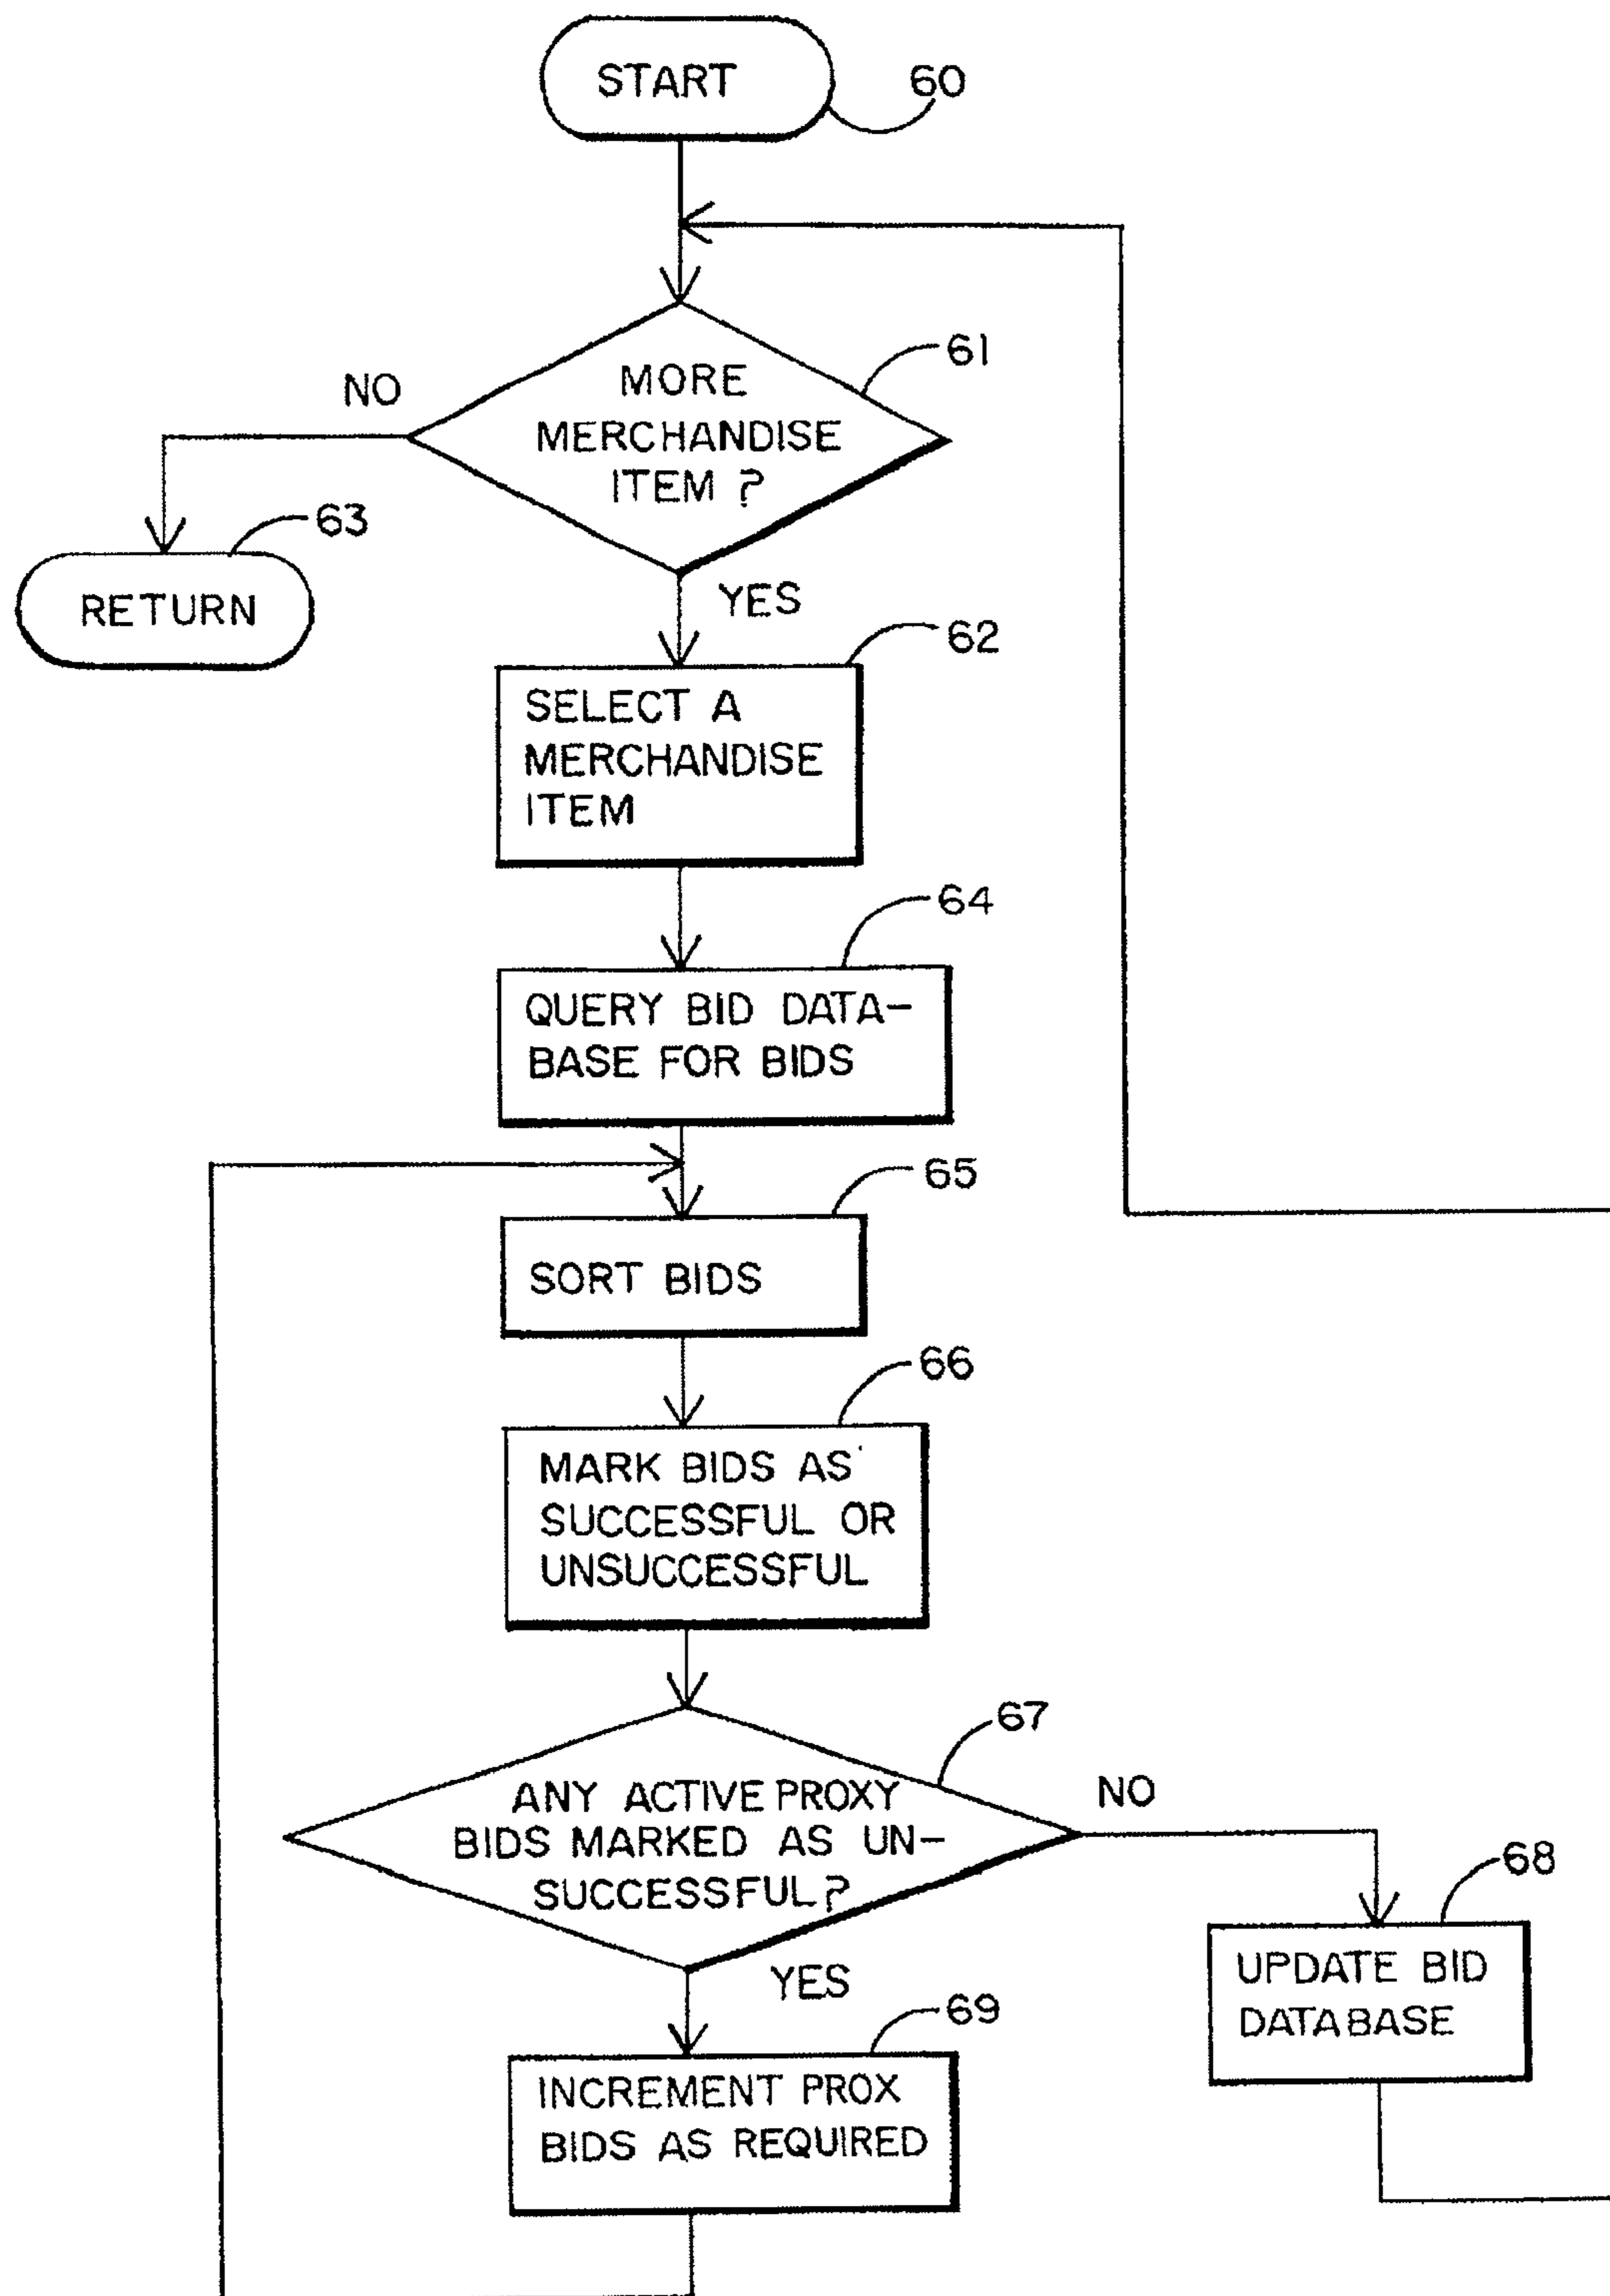 START
60
61
NO
MORE
MERCHANDISE
ITEM ?
63
RETURN
YES
62
SELECT A
MERCHANDISE
ITEM
64
QUERY BID DATA-
BASE FOR BIDS
65
SORT BIDS
66
MARK BIDS AS
SUCCESSFUL OR
UNSUCCESSFUL
67
NO
ANY ACTIVE PROXY
BIDS MARKED AS UN-
SUCCESSFUL?
68
UPDATE BID
DATABASE
YES
69
INCREMENT PROX
BIDS AS REQUIRED